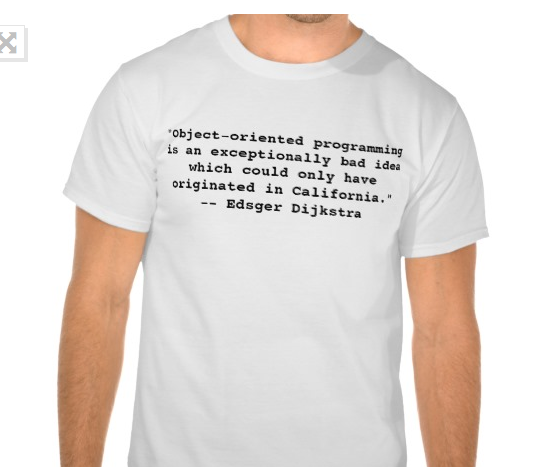 "Object-oriented programming
is an exceptionally bad idea
which could only have
originated in California."
-- Edsger Dijkstra